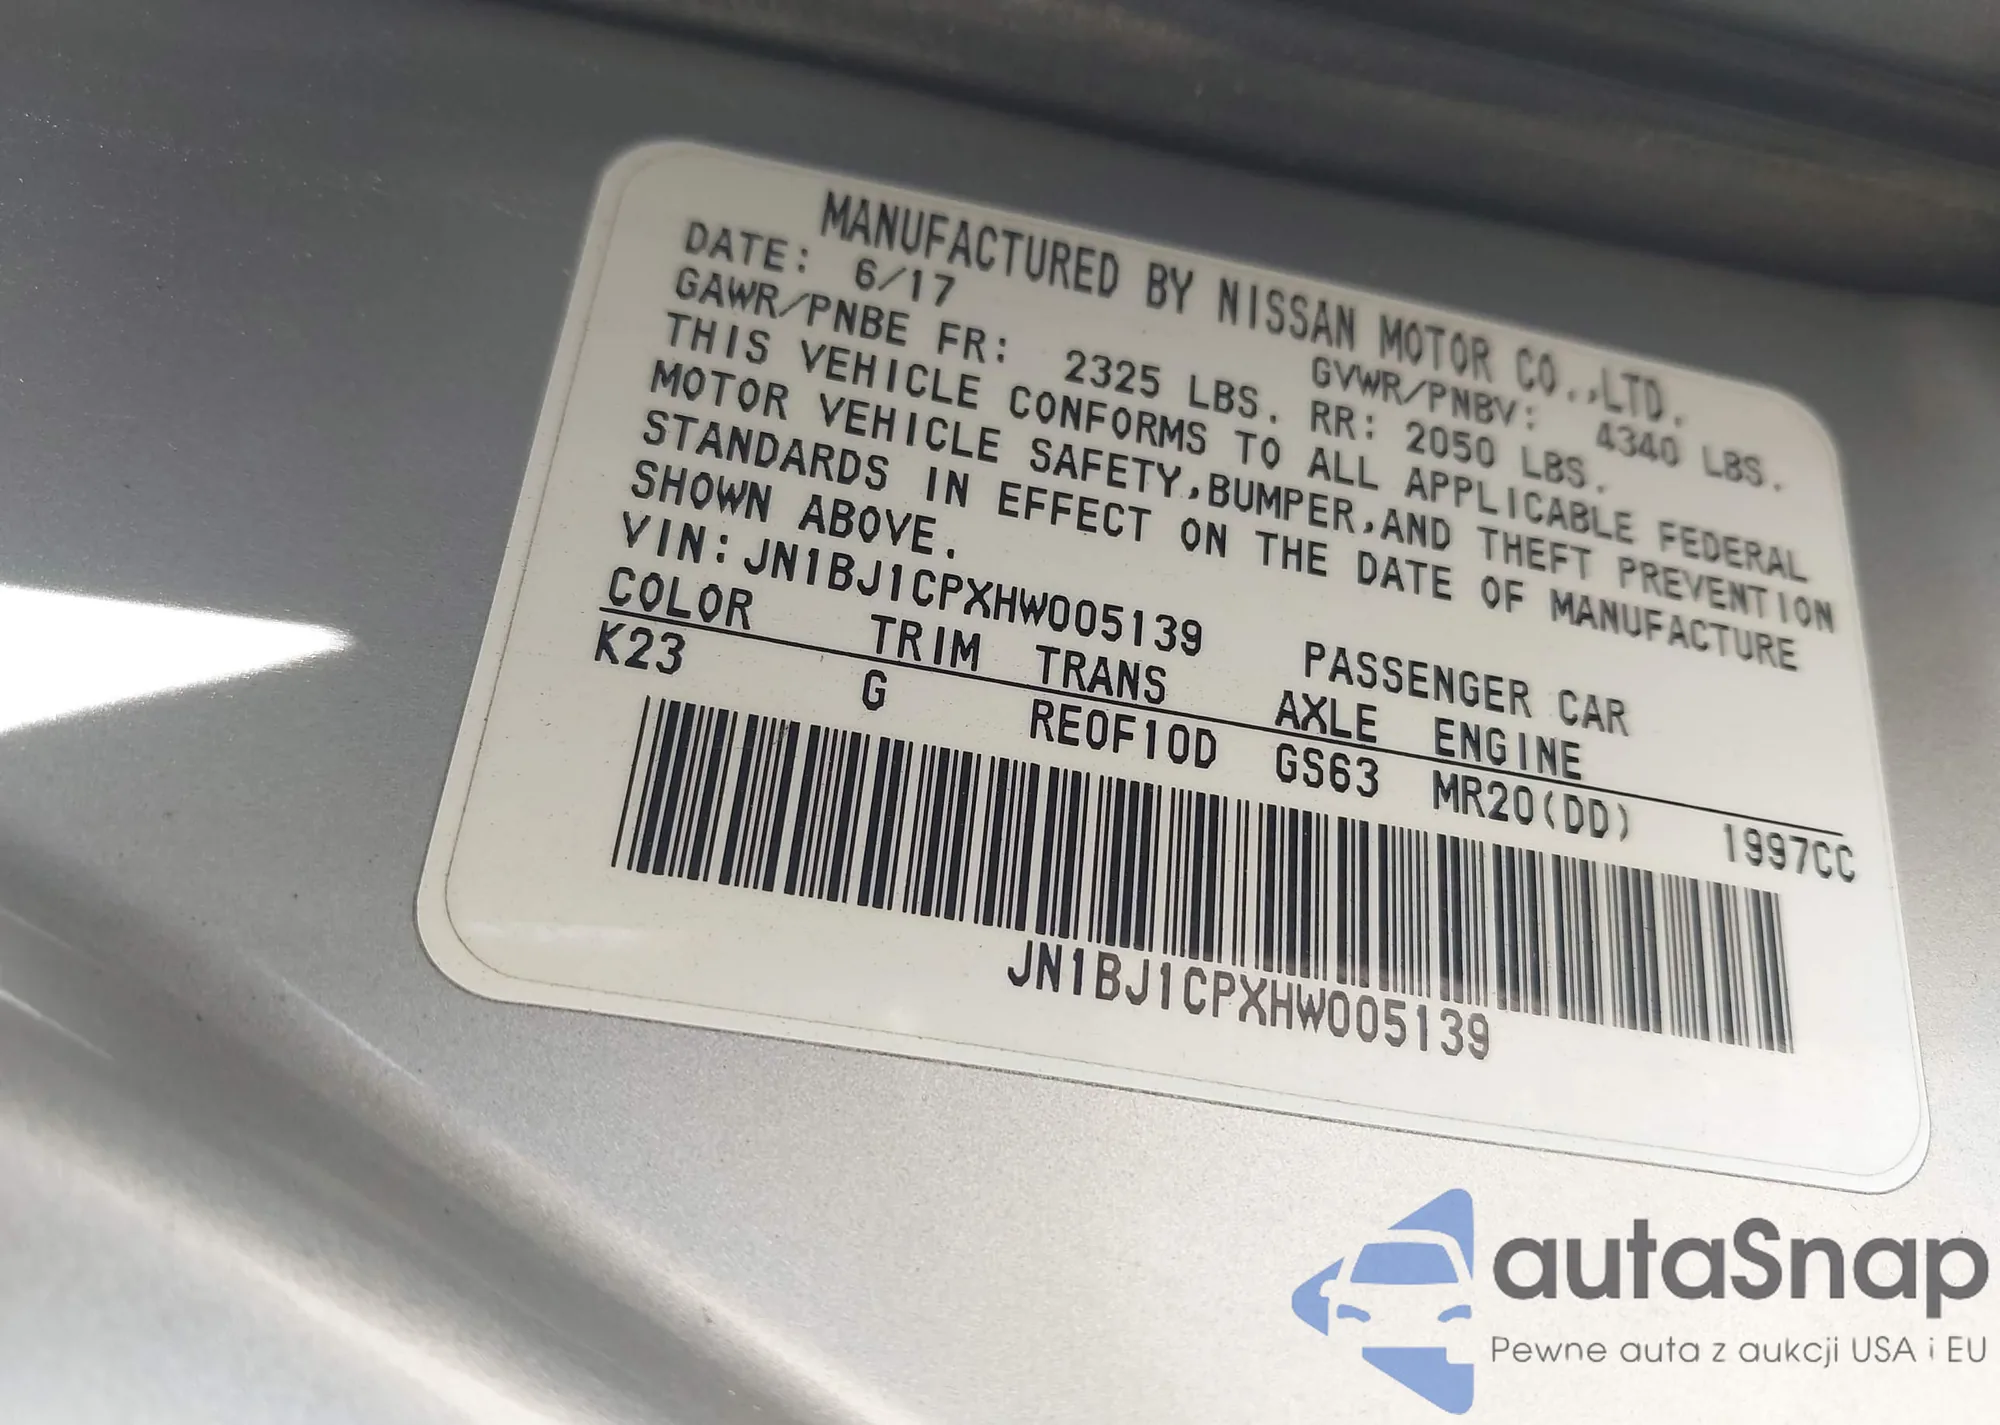 MANUFACTURED BY NISSAN MOTOR CO.,LTD.
DATE: 6/17 GVWR/PNBV: 4340 LBS.
GAWR/PNBE FR: 2325 LBS. RR: 2050 LBS.
THIS VEHICLE CONFORMS TO ALL APPLICABLE FEDERAL
MOTOR VEHICLE SAFETY,BUMPER,AND THEFT PREVENTION
STANDARDS IN EFFECT ON THE DATE OF MANUFACTURE
SHOWN ABOVE.
VIN:JN1BJ1CPXHW005139 PASSENGER CAR
COLOR TRIM TRANS AXLE ENGINE
K23 G RE0F10D GS63 MR20(DD) 1997CC
JN1BJ1CPXHW005139
autaSnap
Pewne auta z aukcji USA i EU